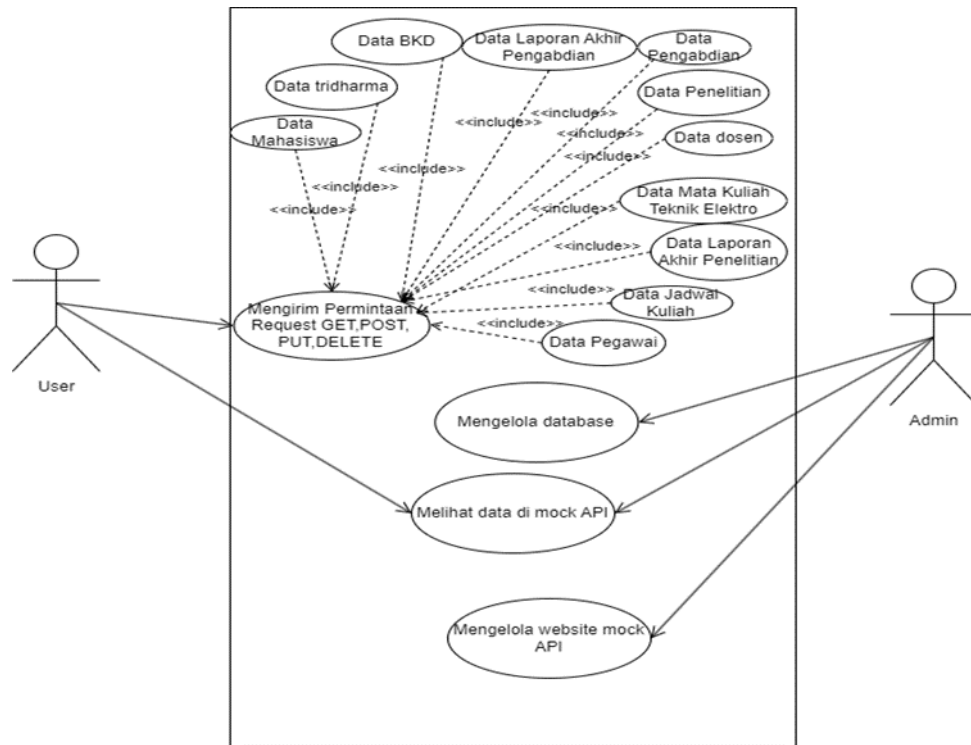 Data BKD
Data Laporan Akhir
Pengabdian
Data
Pengabdian
Data tridharma
Data Penelitian
Data
Mahasiswa
Data dosen
<<include>>
<<include>>
<<include>>
<<include>>
<<include>>
<<include>>
<<include>>
<<include>>
Data Mata Kuliah
Teknik Elektro
<<include>>
Data Laporan
Akhir Penelitian
<<include>>
Data Jadwal
Kuliah
<<include>>
Data Pegawai
Mengirim Permintaan
Request GET,POST,
PUT,DELETE
User
Mengelola database
Admin
Melihat data di mock API
Mengelola website mock
API